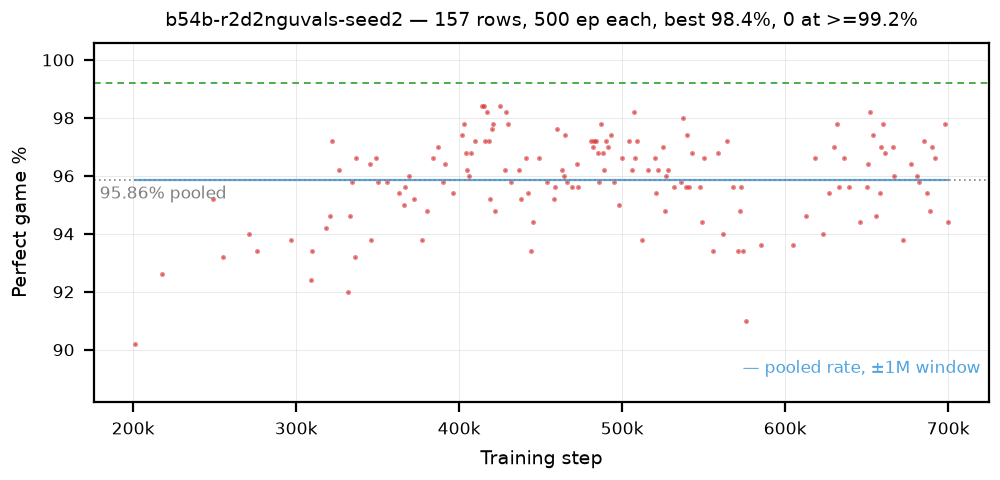 b54b-r2d2nguvals-seed2 — 157 rows, 500 ep each, best 98.4%, 0 at >=99.2%
Perfect game %
100
98
96
94
92
90
95.86% pooled
— pooled rate, ±1M window
200k
300k
400k
500k
600k
700k
Training step